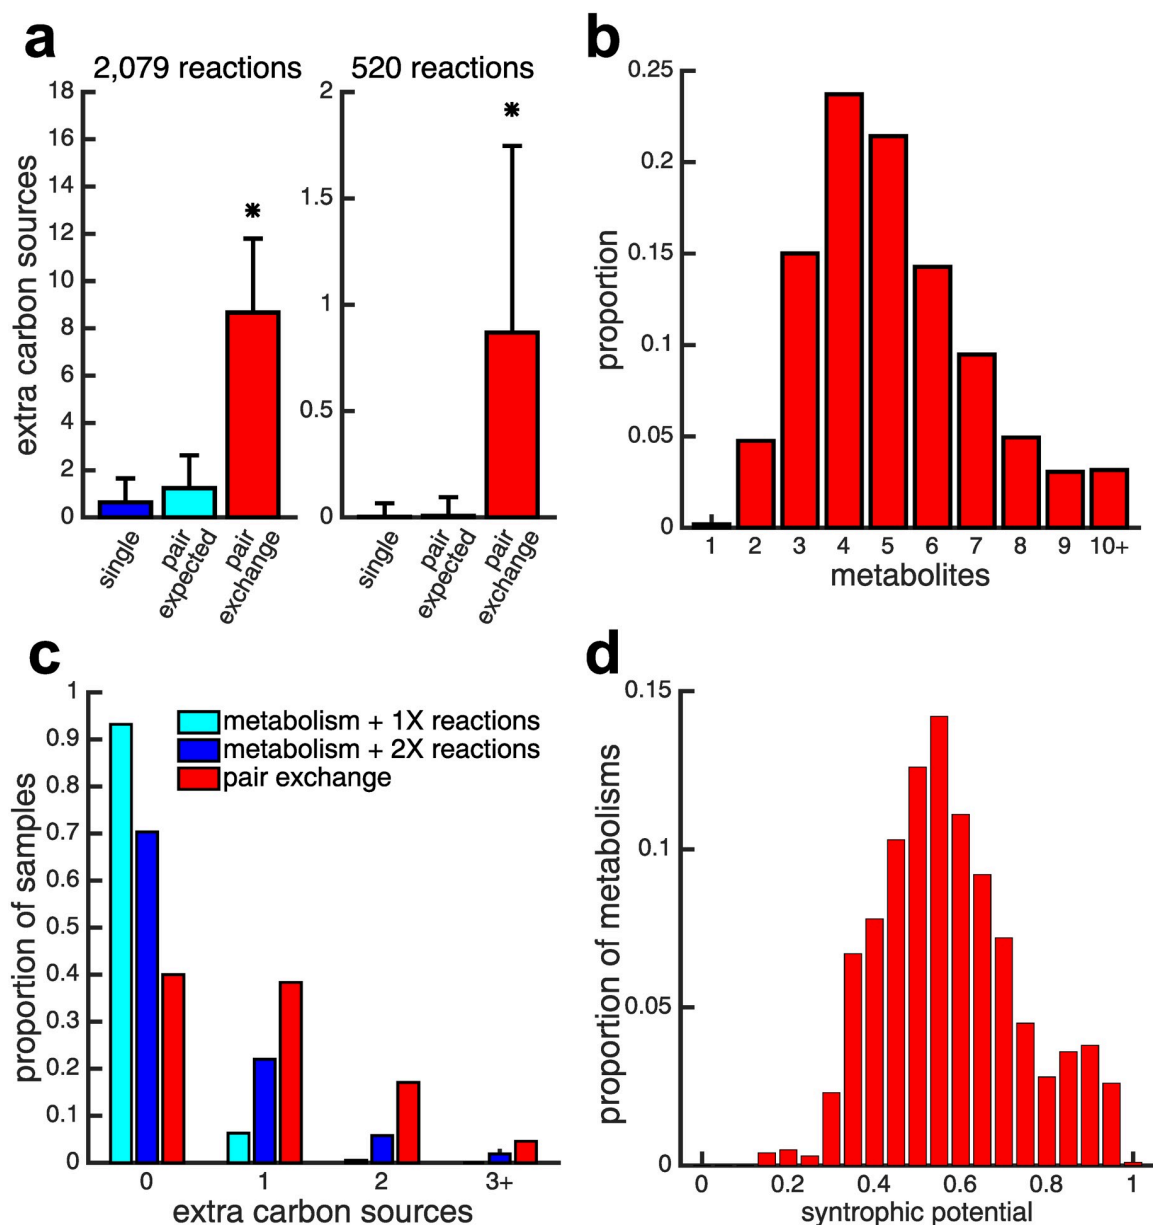 a
2,079 reactions
520 reactions
extra carbon sources
18
16
14
12
10
8
6
4
2
0
single
pair
expected
pair
exchange
*
2
1.5
1
0.5
0
single
pair
expected
pair
exchange
*
b
proportion
0.25
0.2
0.15
0.1
0.05
0
1 2 3 4 5 6 7 8 9 10+
metabolites
c
proportion of samples
1
0.9
0.8
0.7
0.6
0.5
0.4
0.3
0.2
0.1
0
metabolism + 1X reactions
metabolism + 2X reactions
pair exchange
0 1 2 3+
extra carbon sources
d
proportion of metabolisms
0.15
0.1
0.05
0
0 0.2 0.4 0.6 0.8 1
syntrophic potential